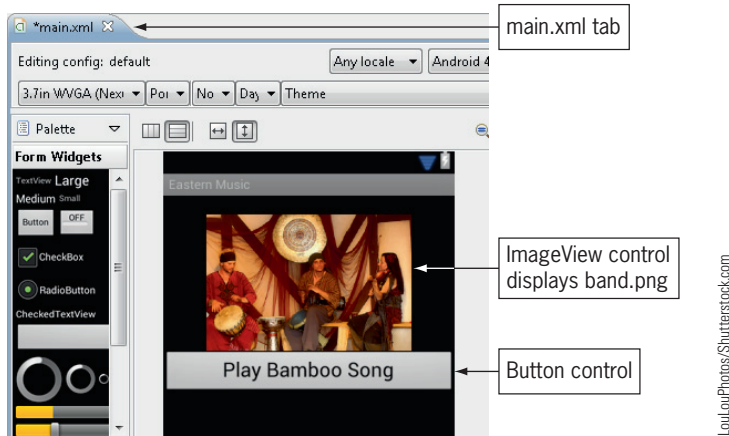 *main.xml
main.xml tab
Editing config: default
Any locale
Android 4
3.7in WVGA (Nex
Por
No
Day
Theme
Palette
Form Widgets
TextView Large
Medium Small
Button
OFF
CheckBox
RadioButton
CheckedTextView
Eastern Music
Play Bamboo Song
ImageView control
displays band.png
Button control
LouLouPhotos/Shutterstock.com